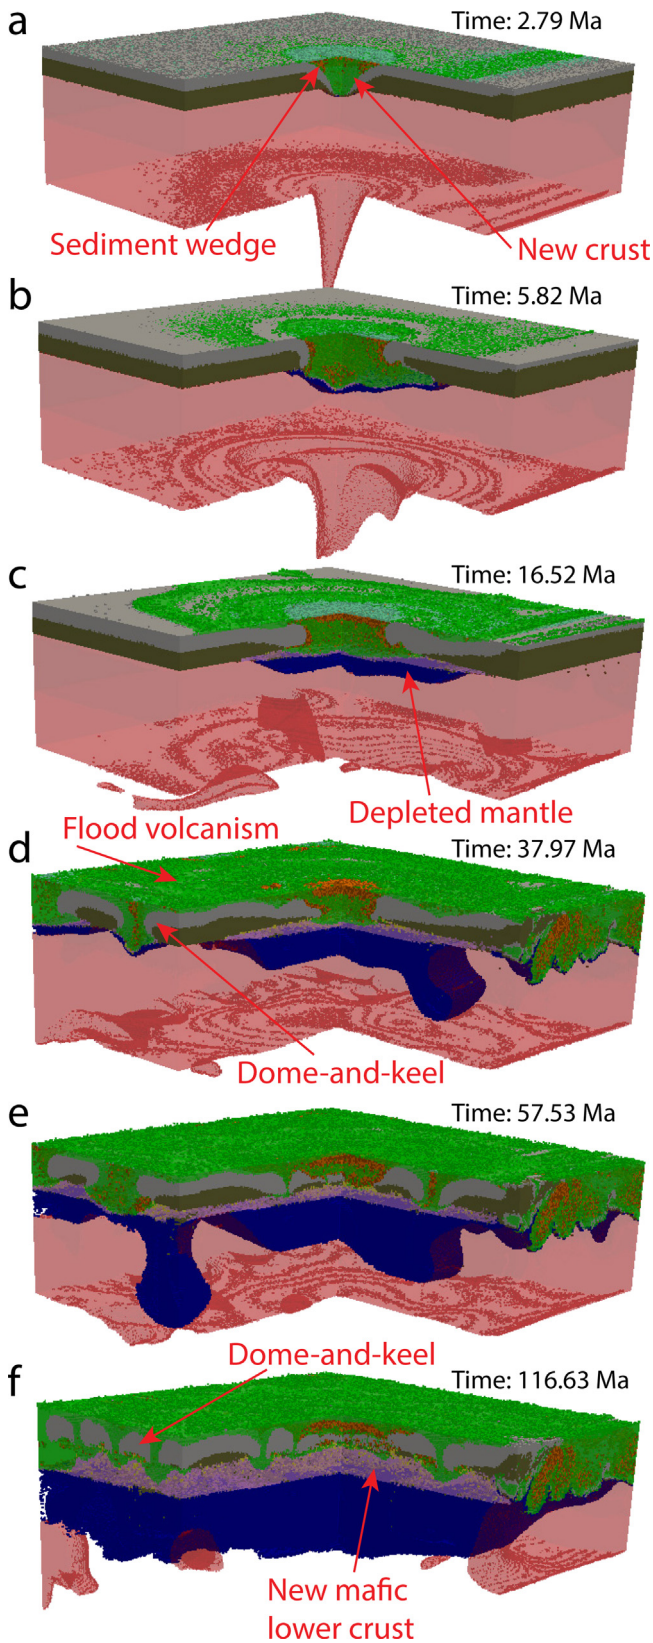 a
Time: 2.79 Ma
Sediment wedge
New crust
b
Time: 5.82 Ma
c
Time: 16.52 Ma
Depleted mantle
Flood volcanism
d
Time: 37.97 Ma
Dome-and-keel
e
Time: 57.53 Ma
Dome-and-keel
f
Time: 116.63 Ma
New mafic
lower crust